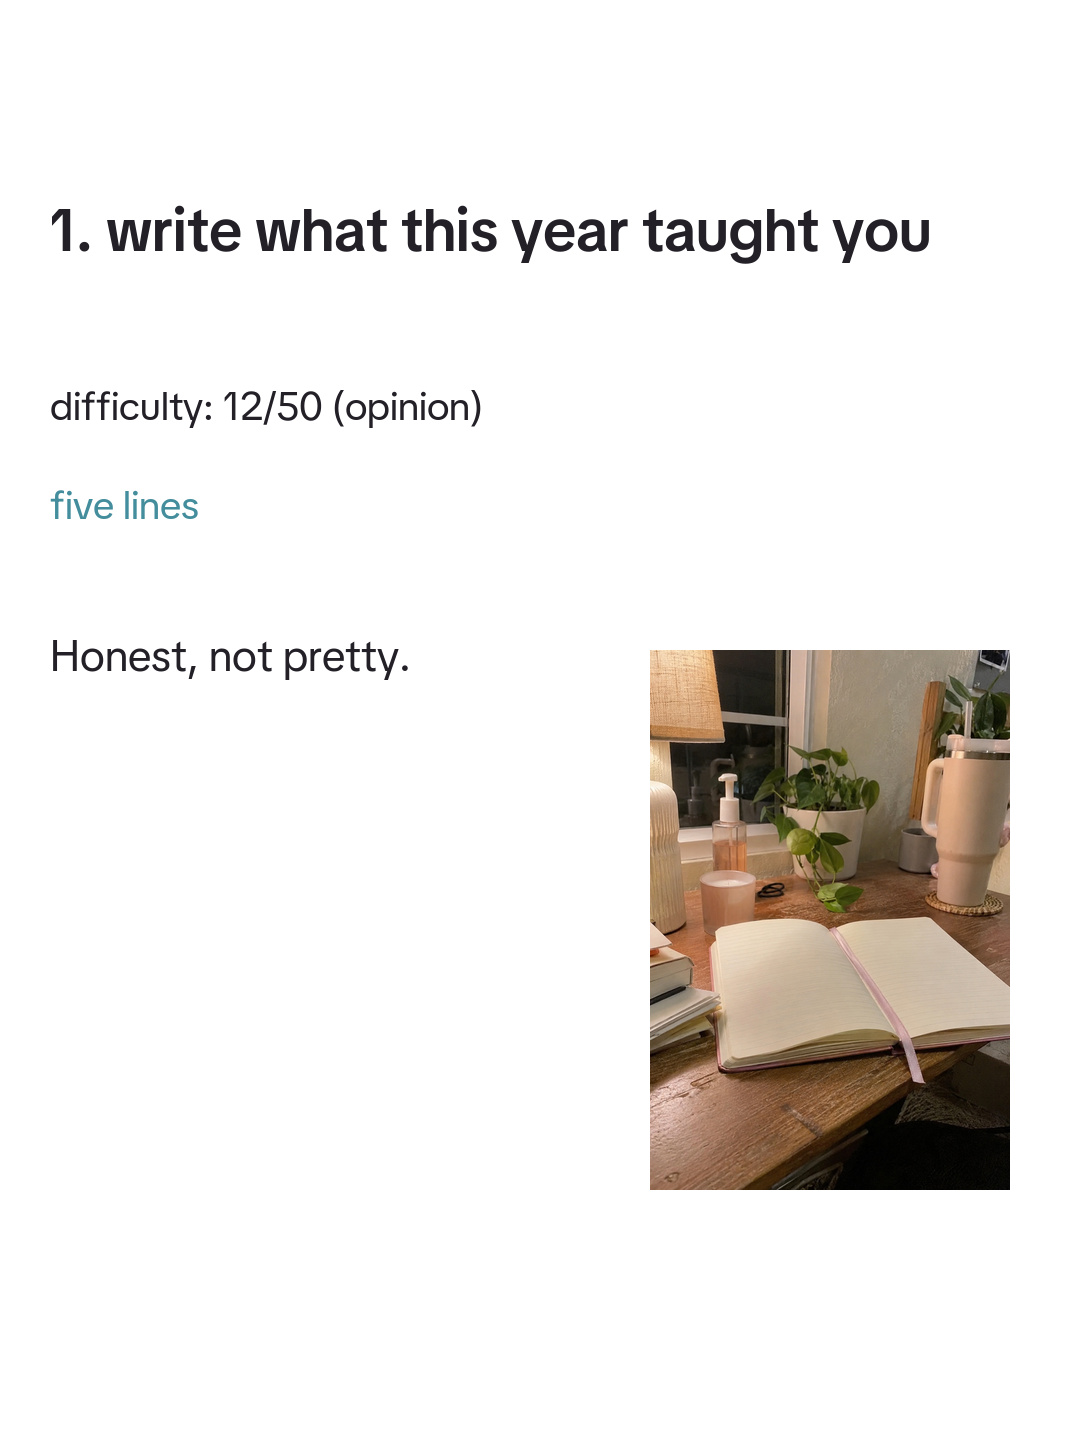 1. write what this year taught you
difficulty: 12/50 (opinion)
five lines
Honest, not pretty.